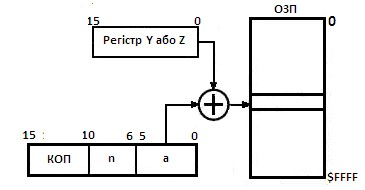 ОЗП
15 0 0
Регістр Y або Z
15 : 10 6 5 0
КОП n a
$FFFF